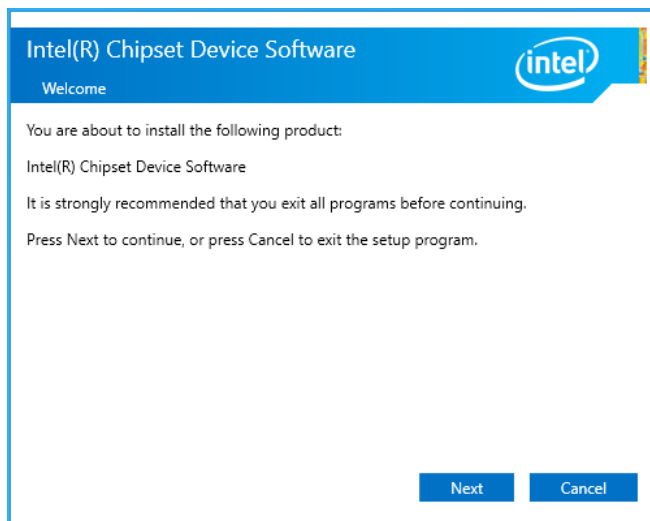 Intel(R) Chipset Device Software
intel
Welcome
You are about to install the following product:
Intel(R) Chipset Device Software
It is strongly recommended that you exit all programs before continuing.
Press Next to continue, or press Cancel to exit the setup program.
Next
Cancel